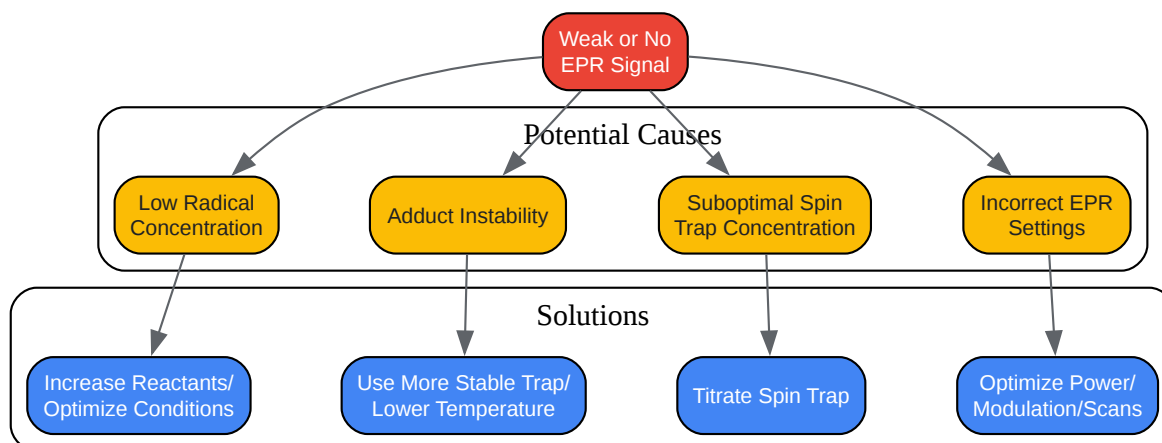 Weak or No
EPR Signal
Potential Causes
Low Radical
Concentration
Adduct Instability
Suboptimal Spin
Trap Concentration
Incorrect EPR
Settings
Solutions
Increase Reactants/
Optimize Conditions
Use More Stable Trap/
Lower Temperature
Titrate Spin Trap
Optimize Power/
Modulation/Scans